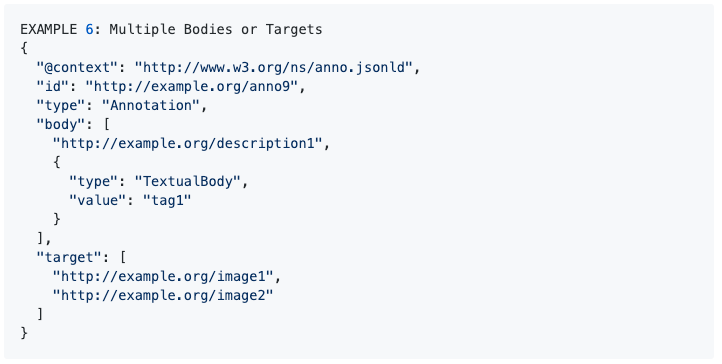 EXAMPLE 6: Multiple Bodies or Targets
{
  "@context": "http://www.w3.org/ns/anno.jsonld",
  "id": "http://example.org/anno9",
  "type": "Annotation",
  "body": [
    "http://example.org/description1",
    {
      "type": "TextualBody",
      "value": "tag1"
    }
  ],
  "target": [
    "http://example.org/image1",
    "http://example.org/image2"
  ]
}